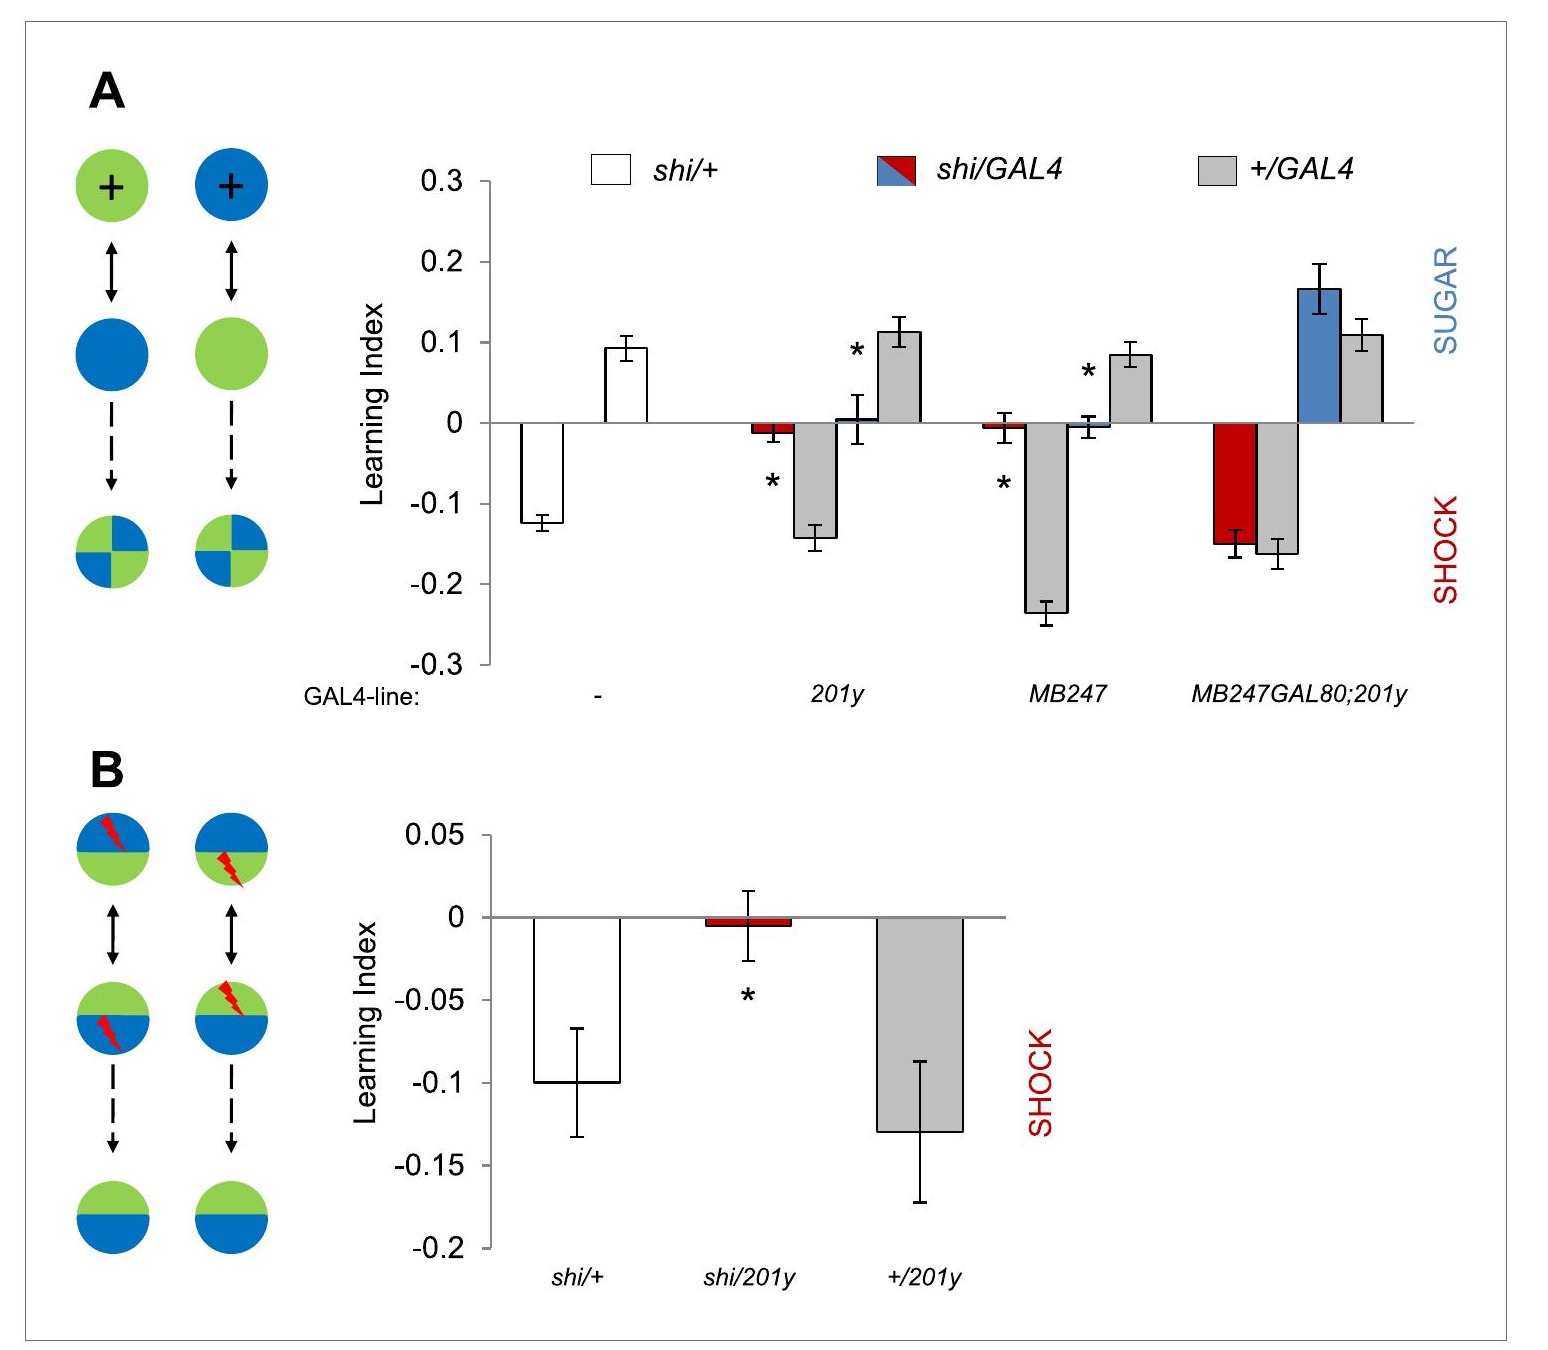 A
+ +
shi/+ shi/GAL4 +/GAL4
0.3
0.2
0.1
0
-0.1
-0.2
-0.3
Learning Index
* * * *
SUGAR
SHOCK
GAL4-line: - 201y MB247 MB247GAL80;201y
B
0.05
0
-0.05
-0.1
-0.15
-0.2
Learning Index
*
SHOCK
shi/+ shi/201y +/201y